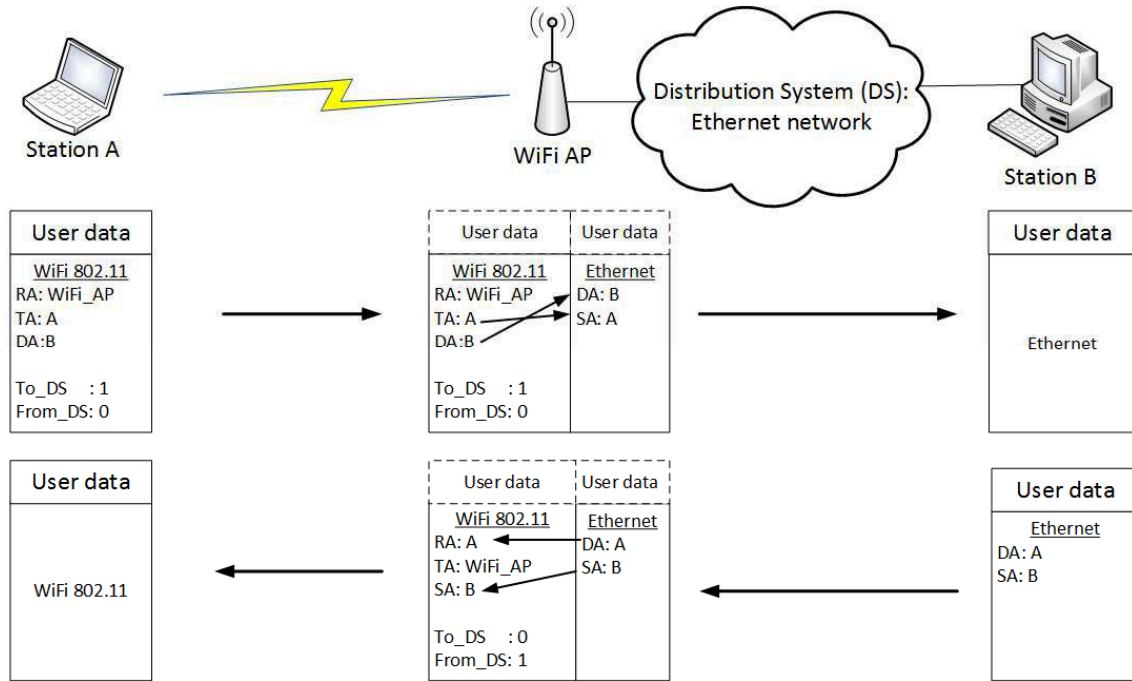 Distribution System (DS):
Ethernet network
Station A
WiFi AP
Station B
User data
WiFi 802.11
RA: WiFi_AP
TA: A
DA:B
To_DS : 1
From_DS: 0
User data
User data
WiFi 802.11
RA: WiFi_AP
TA: A
DA:B
To_DS : 1
From_DS: 0
Ethernet
DA: B
SA: A
User data
Ethernet
User data
WiFi 802.11
User data
User data
WiFi 802.11
RA: A
TA: WiFi_AP
SA: B
To_DS : 0
From_DS: 1
Ethernet
DA: A
SA: B
User data
Ethernet
DA: A
SA: B